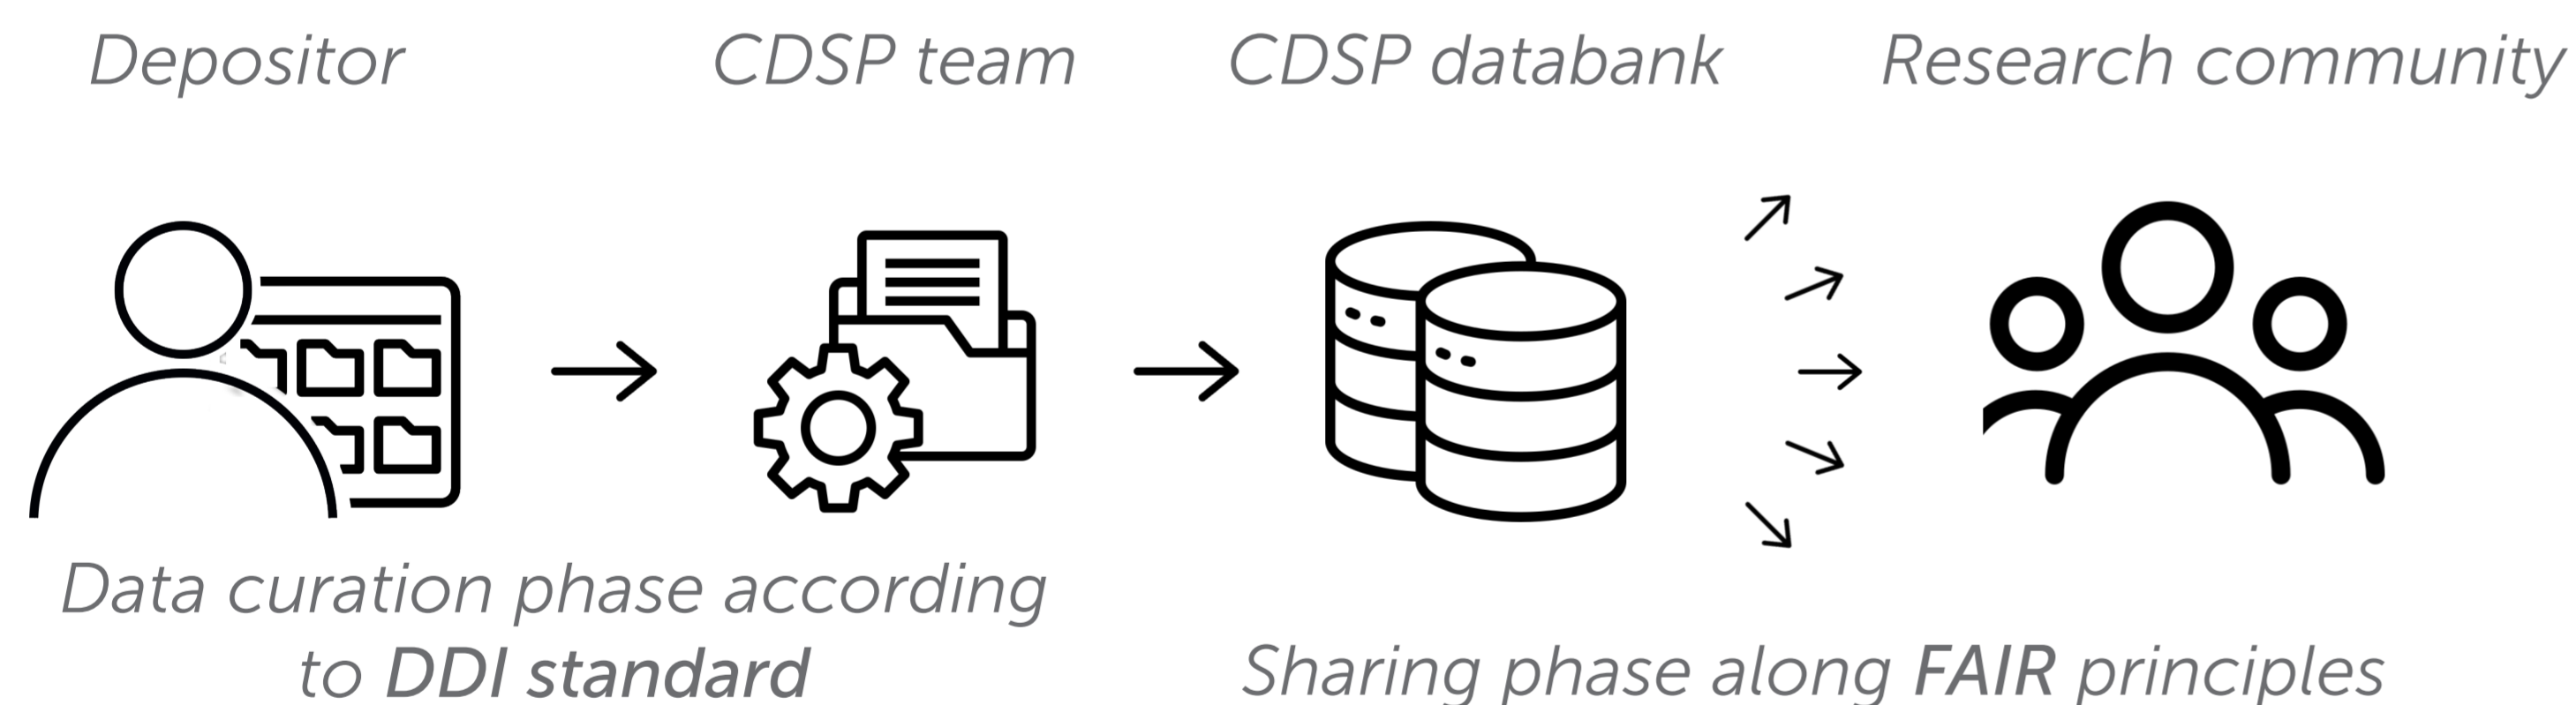 Depositor
CDSP team
CDSP databank
Research community
Data curation phase according
to DDI standard
Sharing phase along FAIR principles